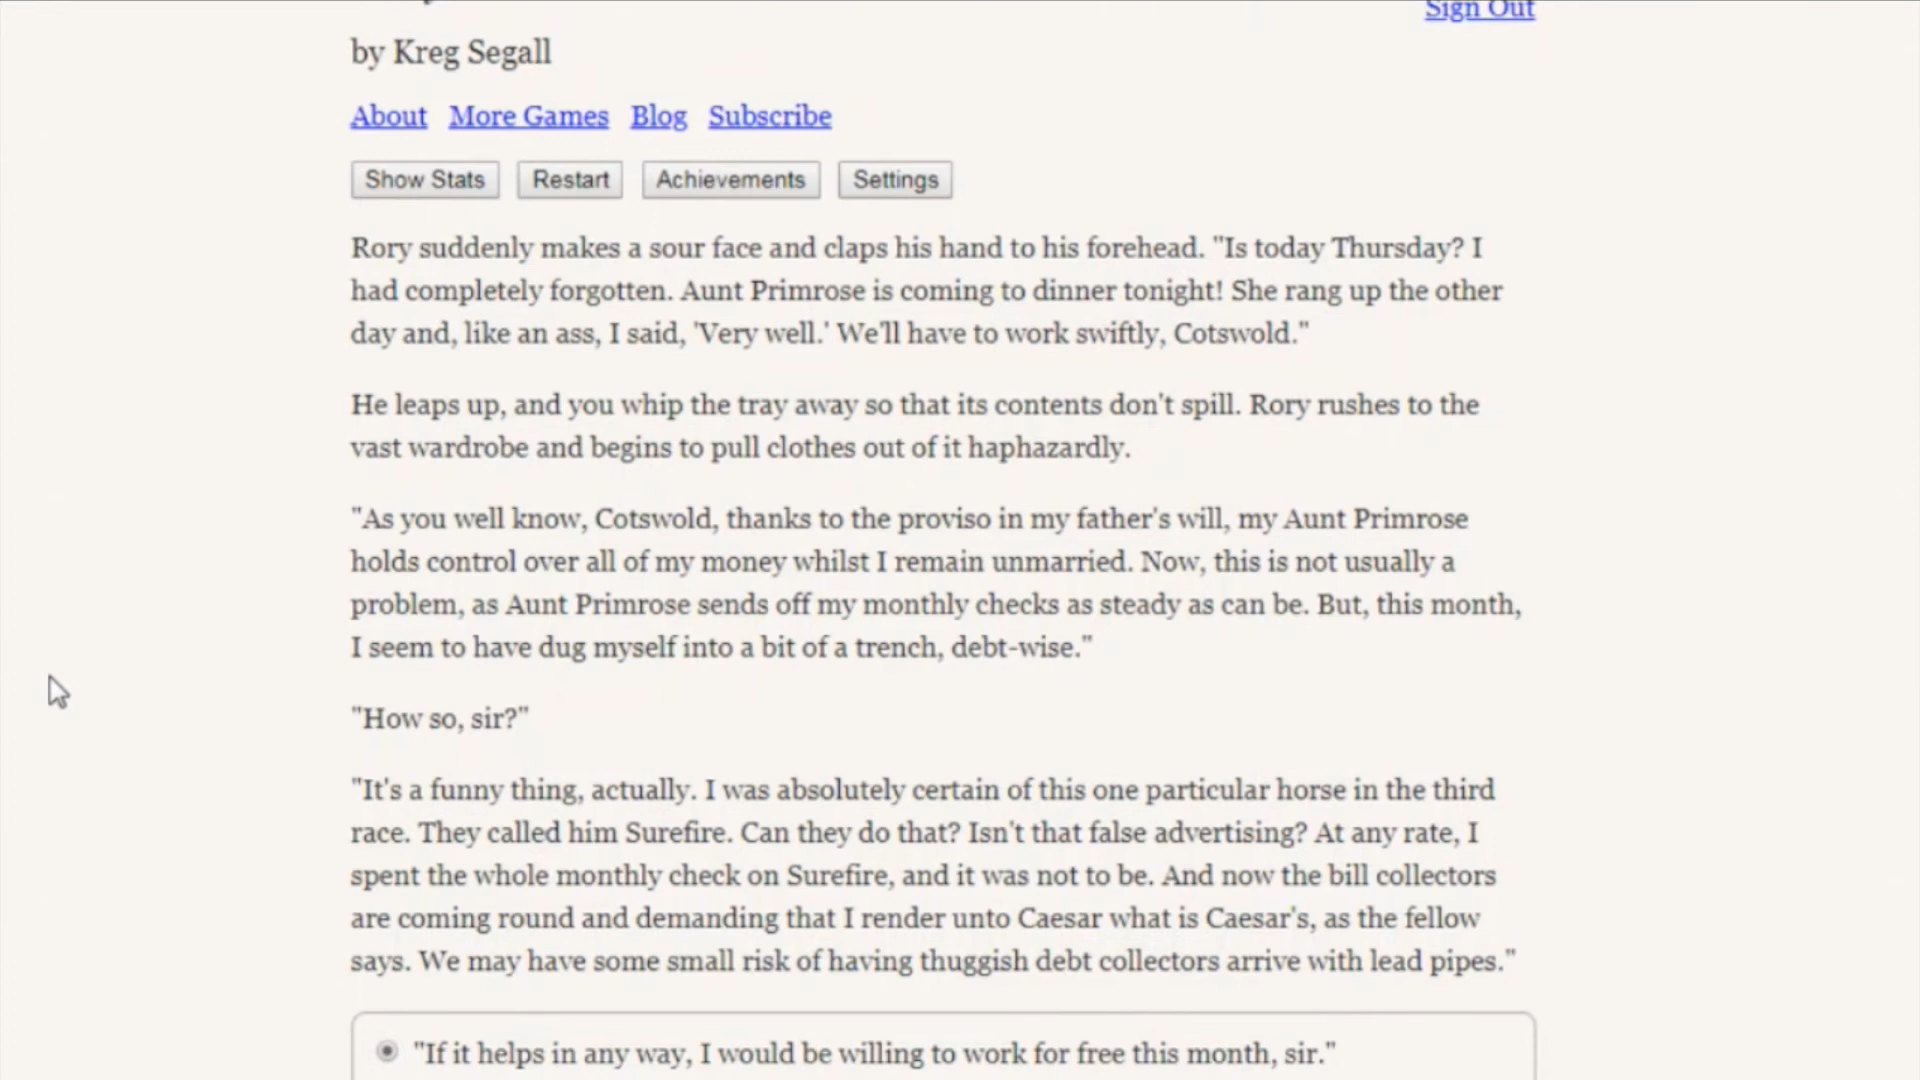 Sign Out
by Kreg Segall
About More Games Blog Subscribe
Show Stats Restart Achievements Settings
Rory suddenly makes a sour face and claps his hand to his forehead. "Is today Thursday? I
had completely forgotten. Aunt Primrose is coming to dinner tonight! She rang up the other
day and, like an ass, I said, 'Very well.' We'll have to work swiftly, Cotswold."
He leaps up, and you whip the tray away so that its contents don't spill. Rory rushes to the
vast wardrobe and begins to pull clothes out of it haphazardly.
"As you well know, Cotswold, thanks to the proviso in my father's will, my Aunt Primrose
holds control over all of my money whilst I remain unmarried. Now, this is not usually a
problem, as Aunt Primrose sends off my monthly checks as steady as can be. But, this month,
I seem to have dug myself into a bit of a trench, debt-wise."
"How so, sir?"
"It's a funny thing, actually. I was absolutely certain of this one particular horse in the third
race. They called him Surefire. Can they do that? Isn't that false advertising? At any rate, I
spent the whole monthly check on Surefire, and it was not to be. And now the bill collectors
are coming round and demanding that I render unto Caesar what is Caesar's, as the fellow
says. We may have some small risk of having thuggish debt collectors arrive with lead pipes."
"If it helps in any way, I would be willing to work for free this month, sir."